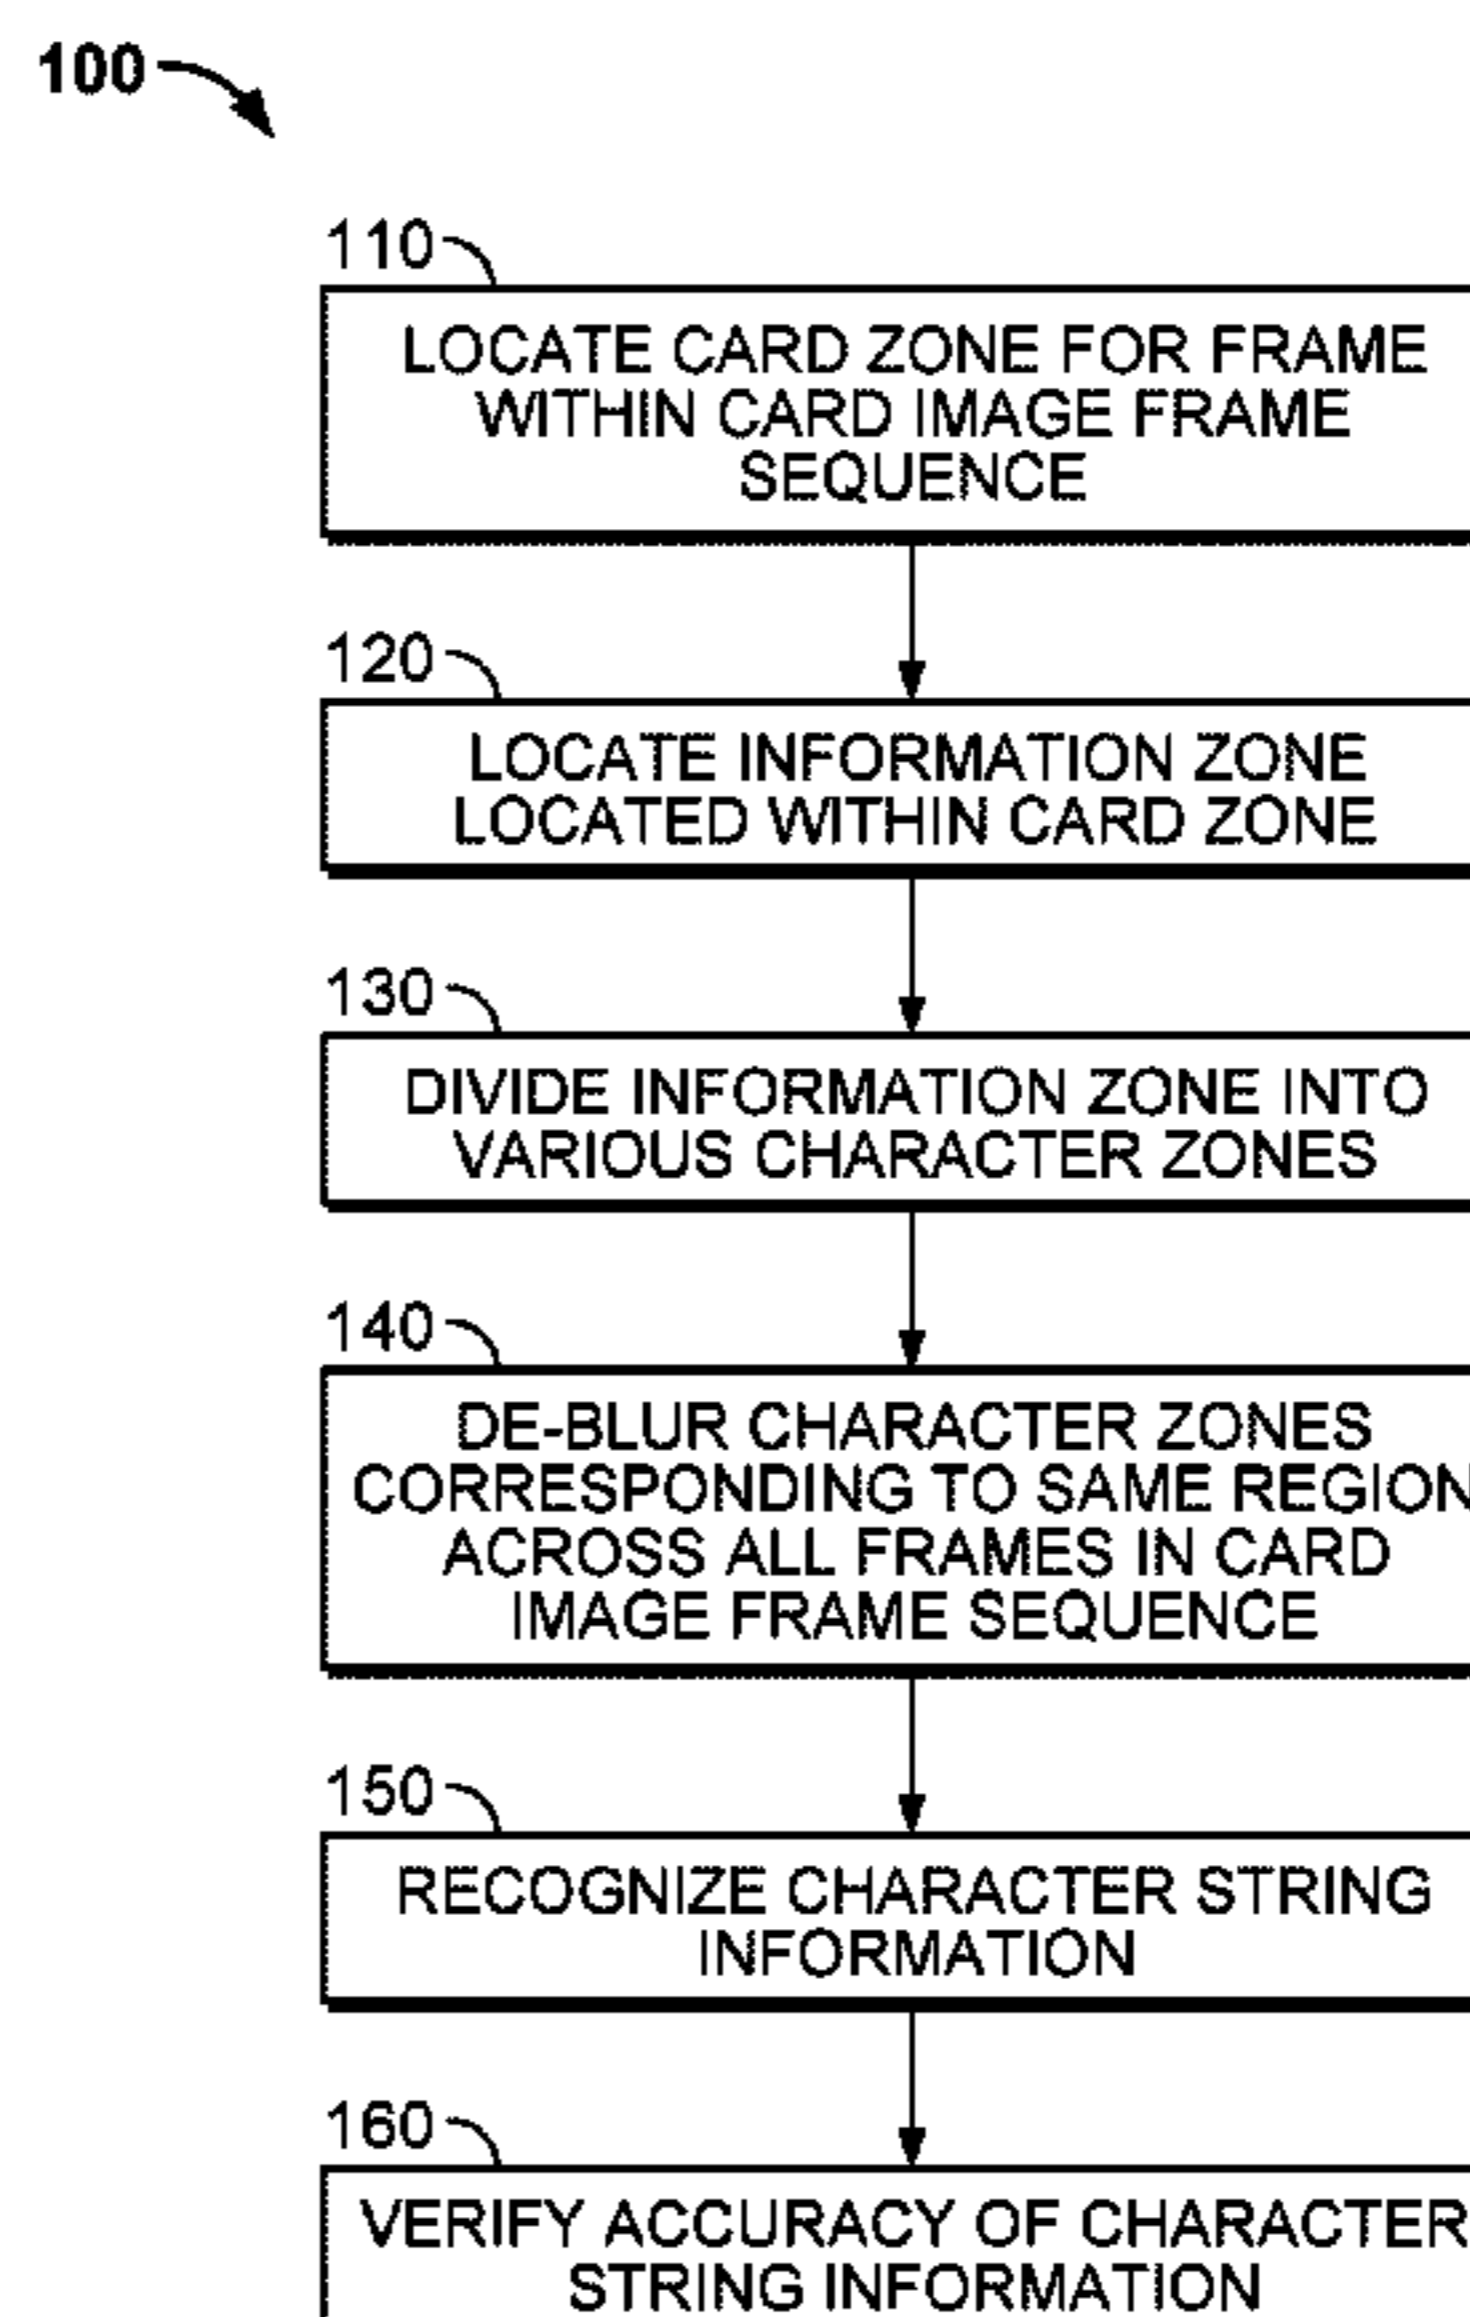 100
110
LOCATE CARD ZONE FOR FRAME
WITHIN CARD IMAGE FRAME
SEQUENCE
120
LOCATE INFORMATION ZONE
LOCATED WITHIN CARD ZONE
130
DIVIDE INFORMATION ZONE INTO
VARIOUS CHARACTER ZONES
140
DE-BLUR CHARACTER ZONES
CORRESPONDING TO SAME REGION
ACROSS ALL FRAMES IN CARD
IMAGE FRAME SEQUENCE
150
RECOGNIZE CHARACTER STRING
INFORMATION
160
VERIFY ACCURACY OF CHARACTER
STRING INFORMATION